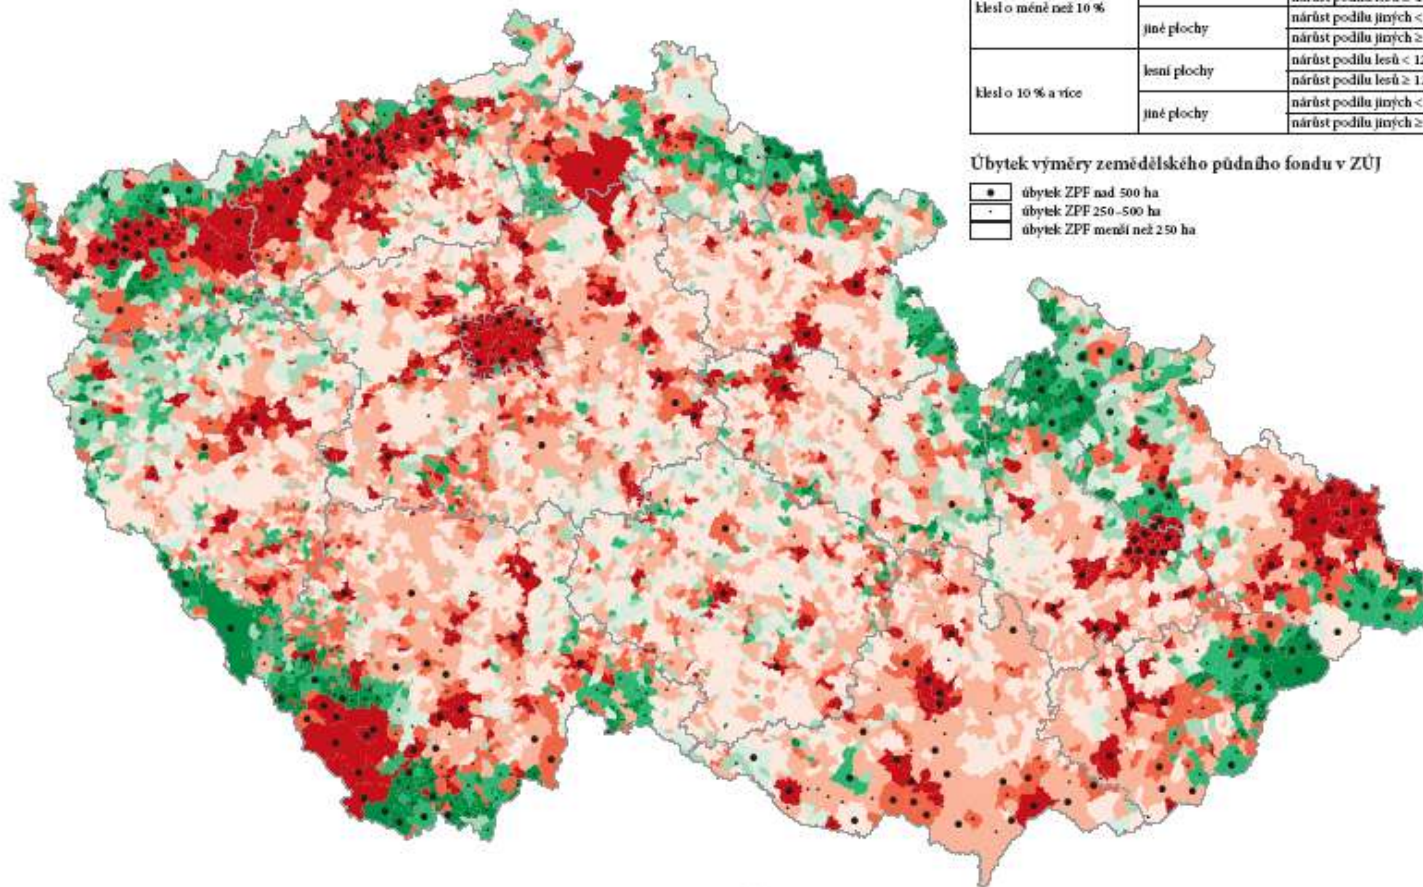 klesl o méně než 10 %
jiné plochy
nárůst podílu jiných <
nárůst podílu jiných ≥
klesl o 10 % a více
lesní plochy
nárůst podílu lesů < 12
nárůst podílu lesů ≥ 1
jiné plochy
nárůst podílu jiných <
nárůst podílu jiných ≥
Úbytek výměry zemědělského půdního fondu v ZÚJ
úbytek ZPF nad 500 ha
úbytek ZPF 250–500 ha
úbytek ZPF menší než 250 ha